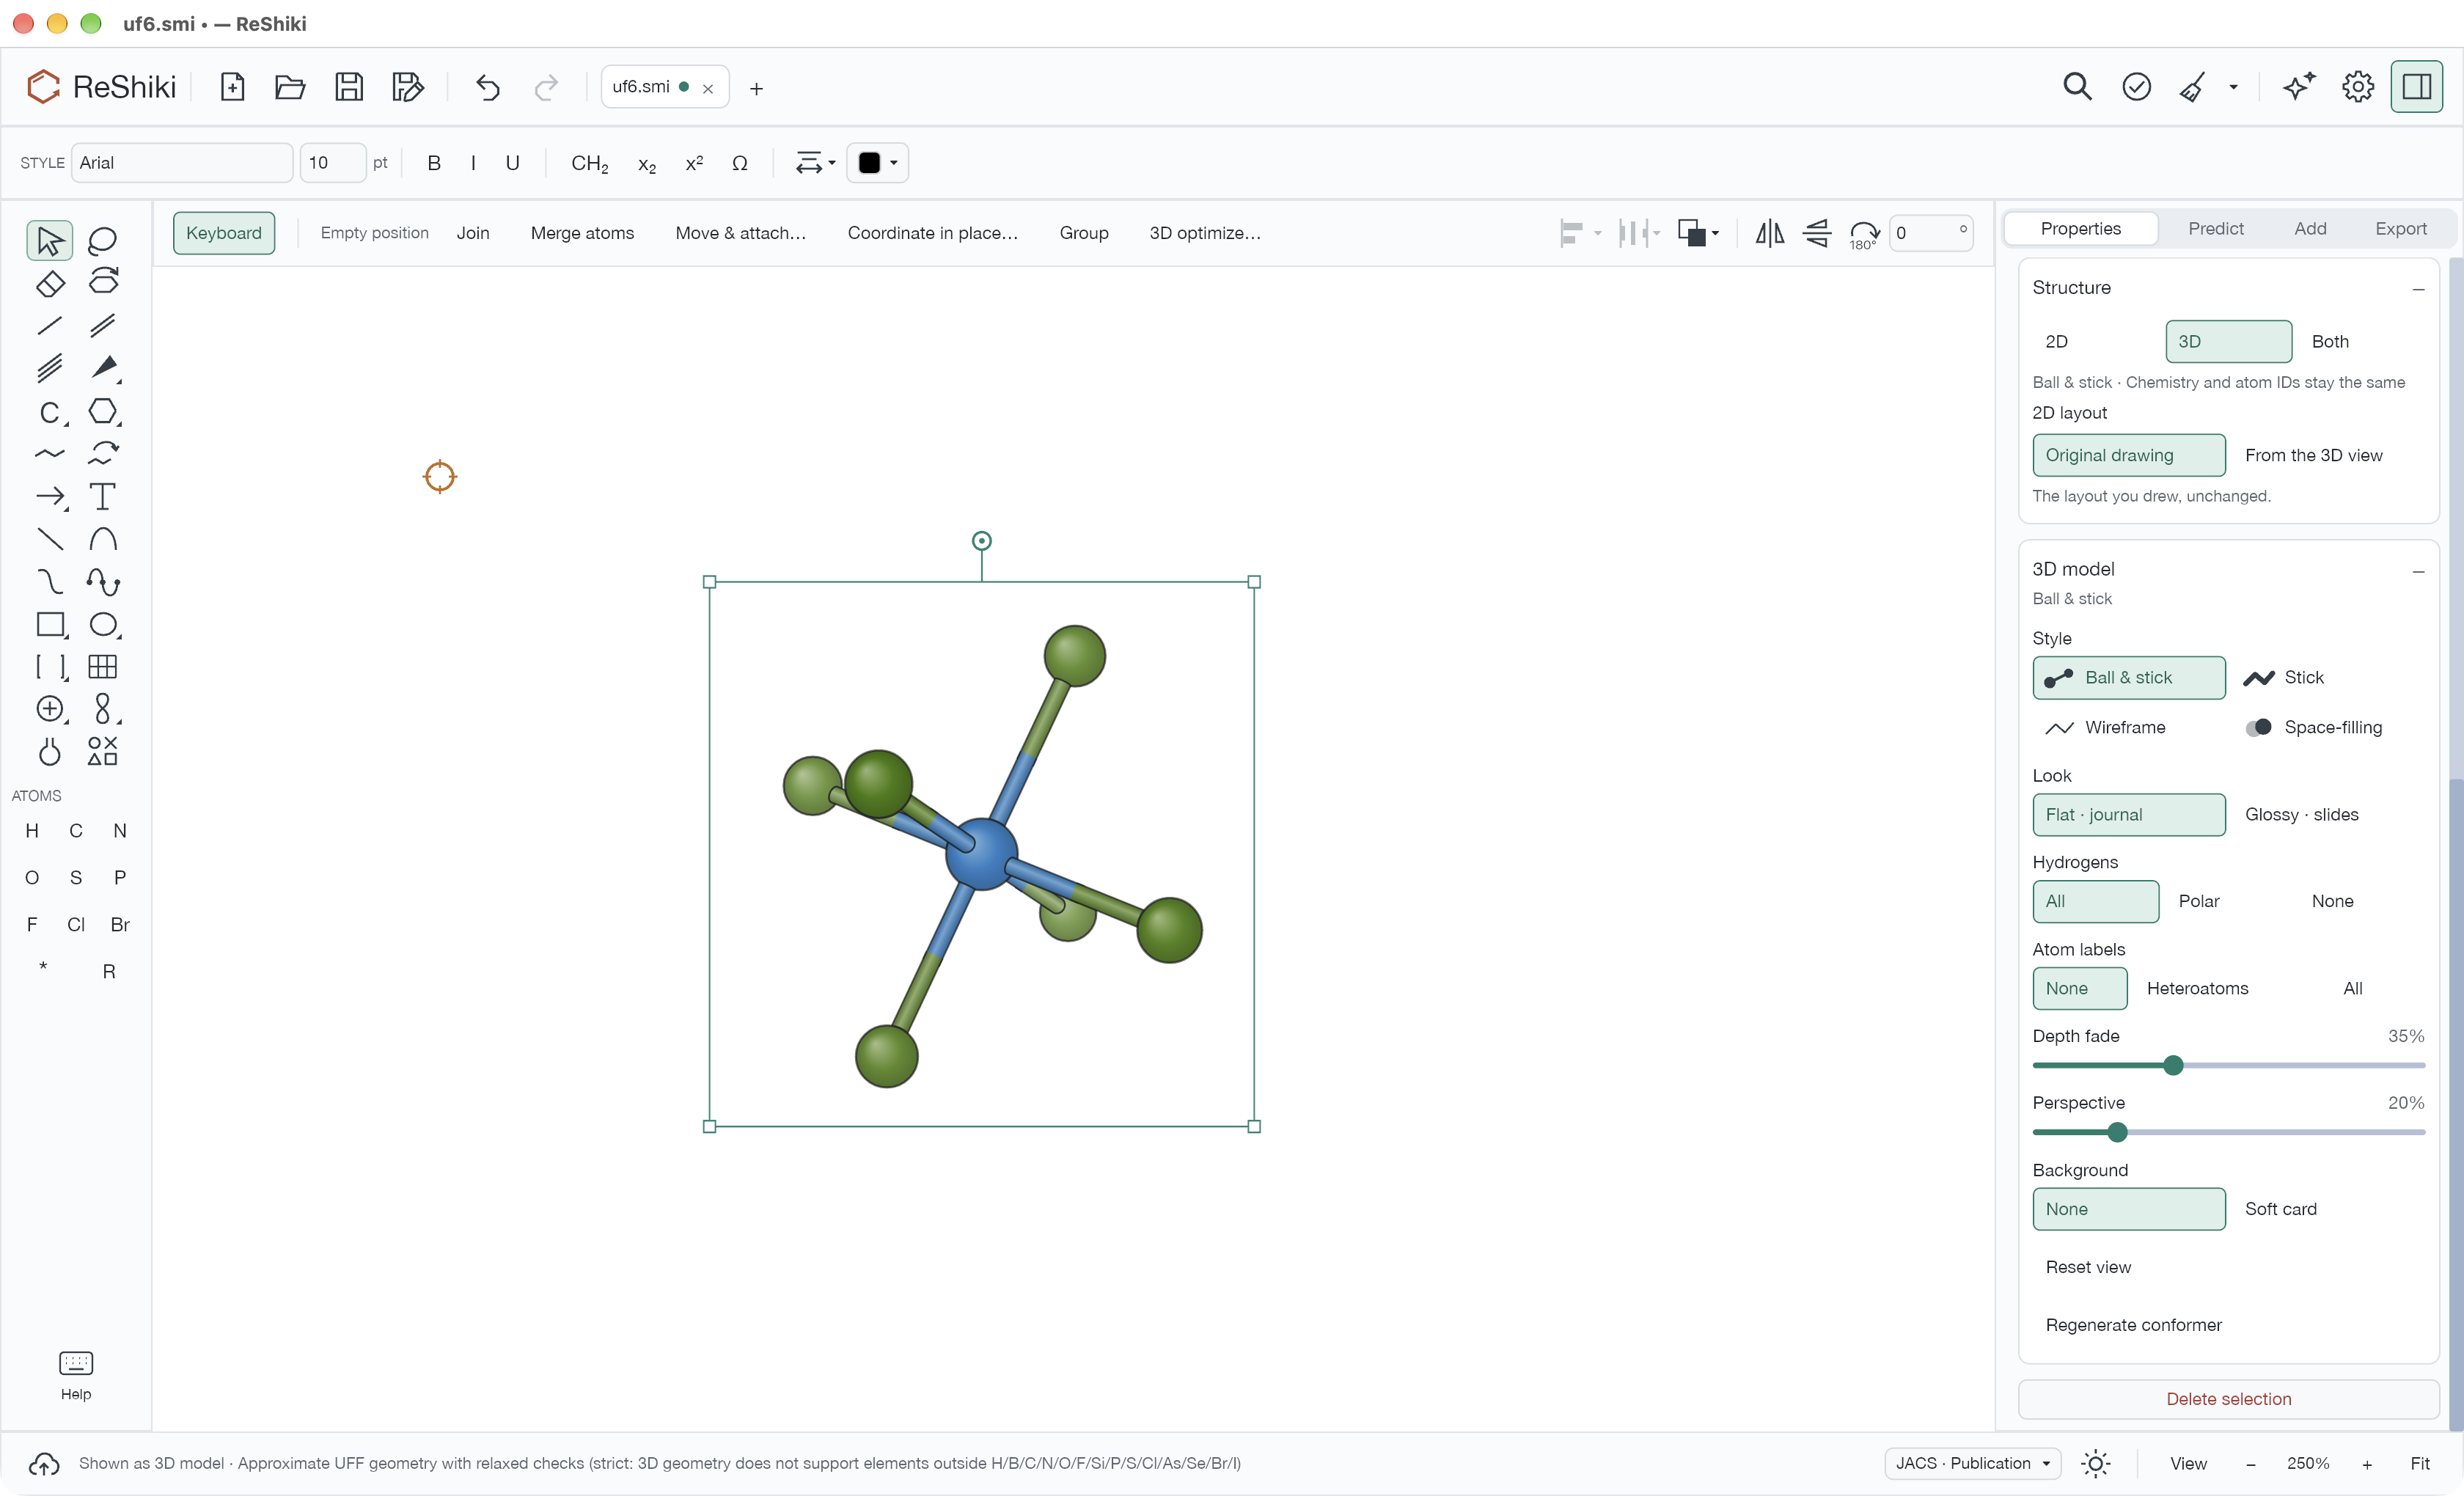 uf6.smi • — ReShiki
ReShiki
uf6.smi
STYLE Arial 10 pt B I U CH₂ x₂ x² Ω
Keyboard Empty position Join Merge atoms Move & attach... Coordinate in place... Group 3D optimize... 180° 0 °
Properties Predict Add Export
Structure
2D 3D Both
Ball & stick · Chemistry and atom IDs stay the same
2D layout
Original drawing From the 3D view
The layout you drew, unchanged.
3D model
Ball & stick
Style
Ball & stick Stick
Wireframe Space-filling
Look
Flat · journal Glossy · slides
Hydrogens
All Polar None
Atom labels
None Heteroatoms All
Depth fade 35%
Perspective 20%
Background
None Soft card
Reset view
Regenerate conformer
Delete selection
C
T
ATOMS
H C N
O S P
F Cl Br
* R
Help
Shown as 3D model · Approximate UFF geometry with relaxed checks (strict: 3D geometry does not support elements outside H/B/C/N/O/F/Si/P/S/Cl/As/Se/Br/I)
JACS · Publication View − 250% + Fit